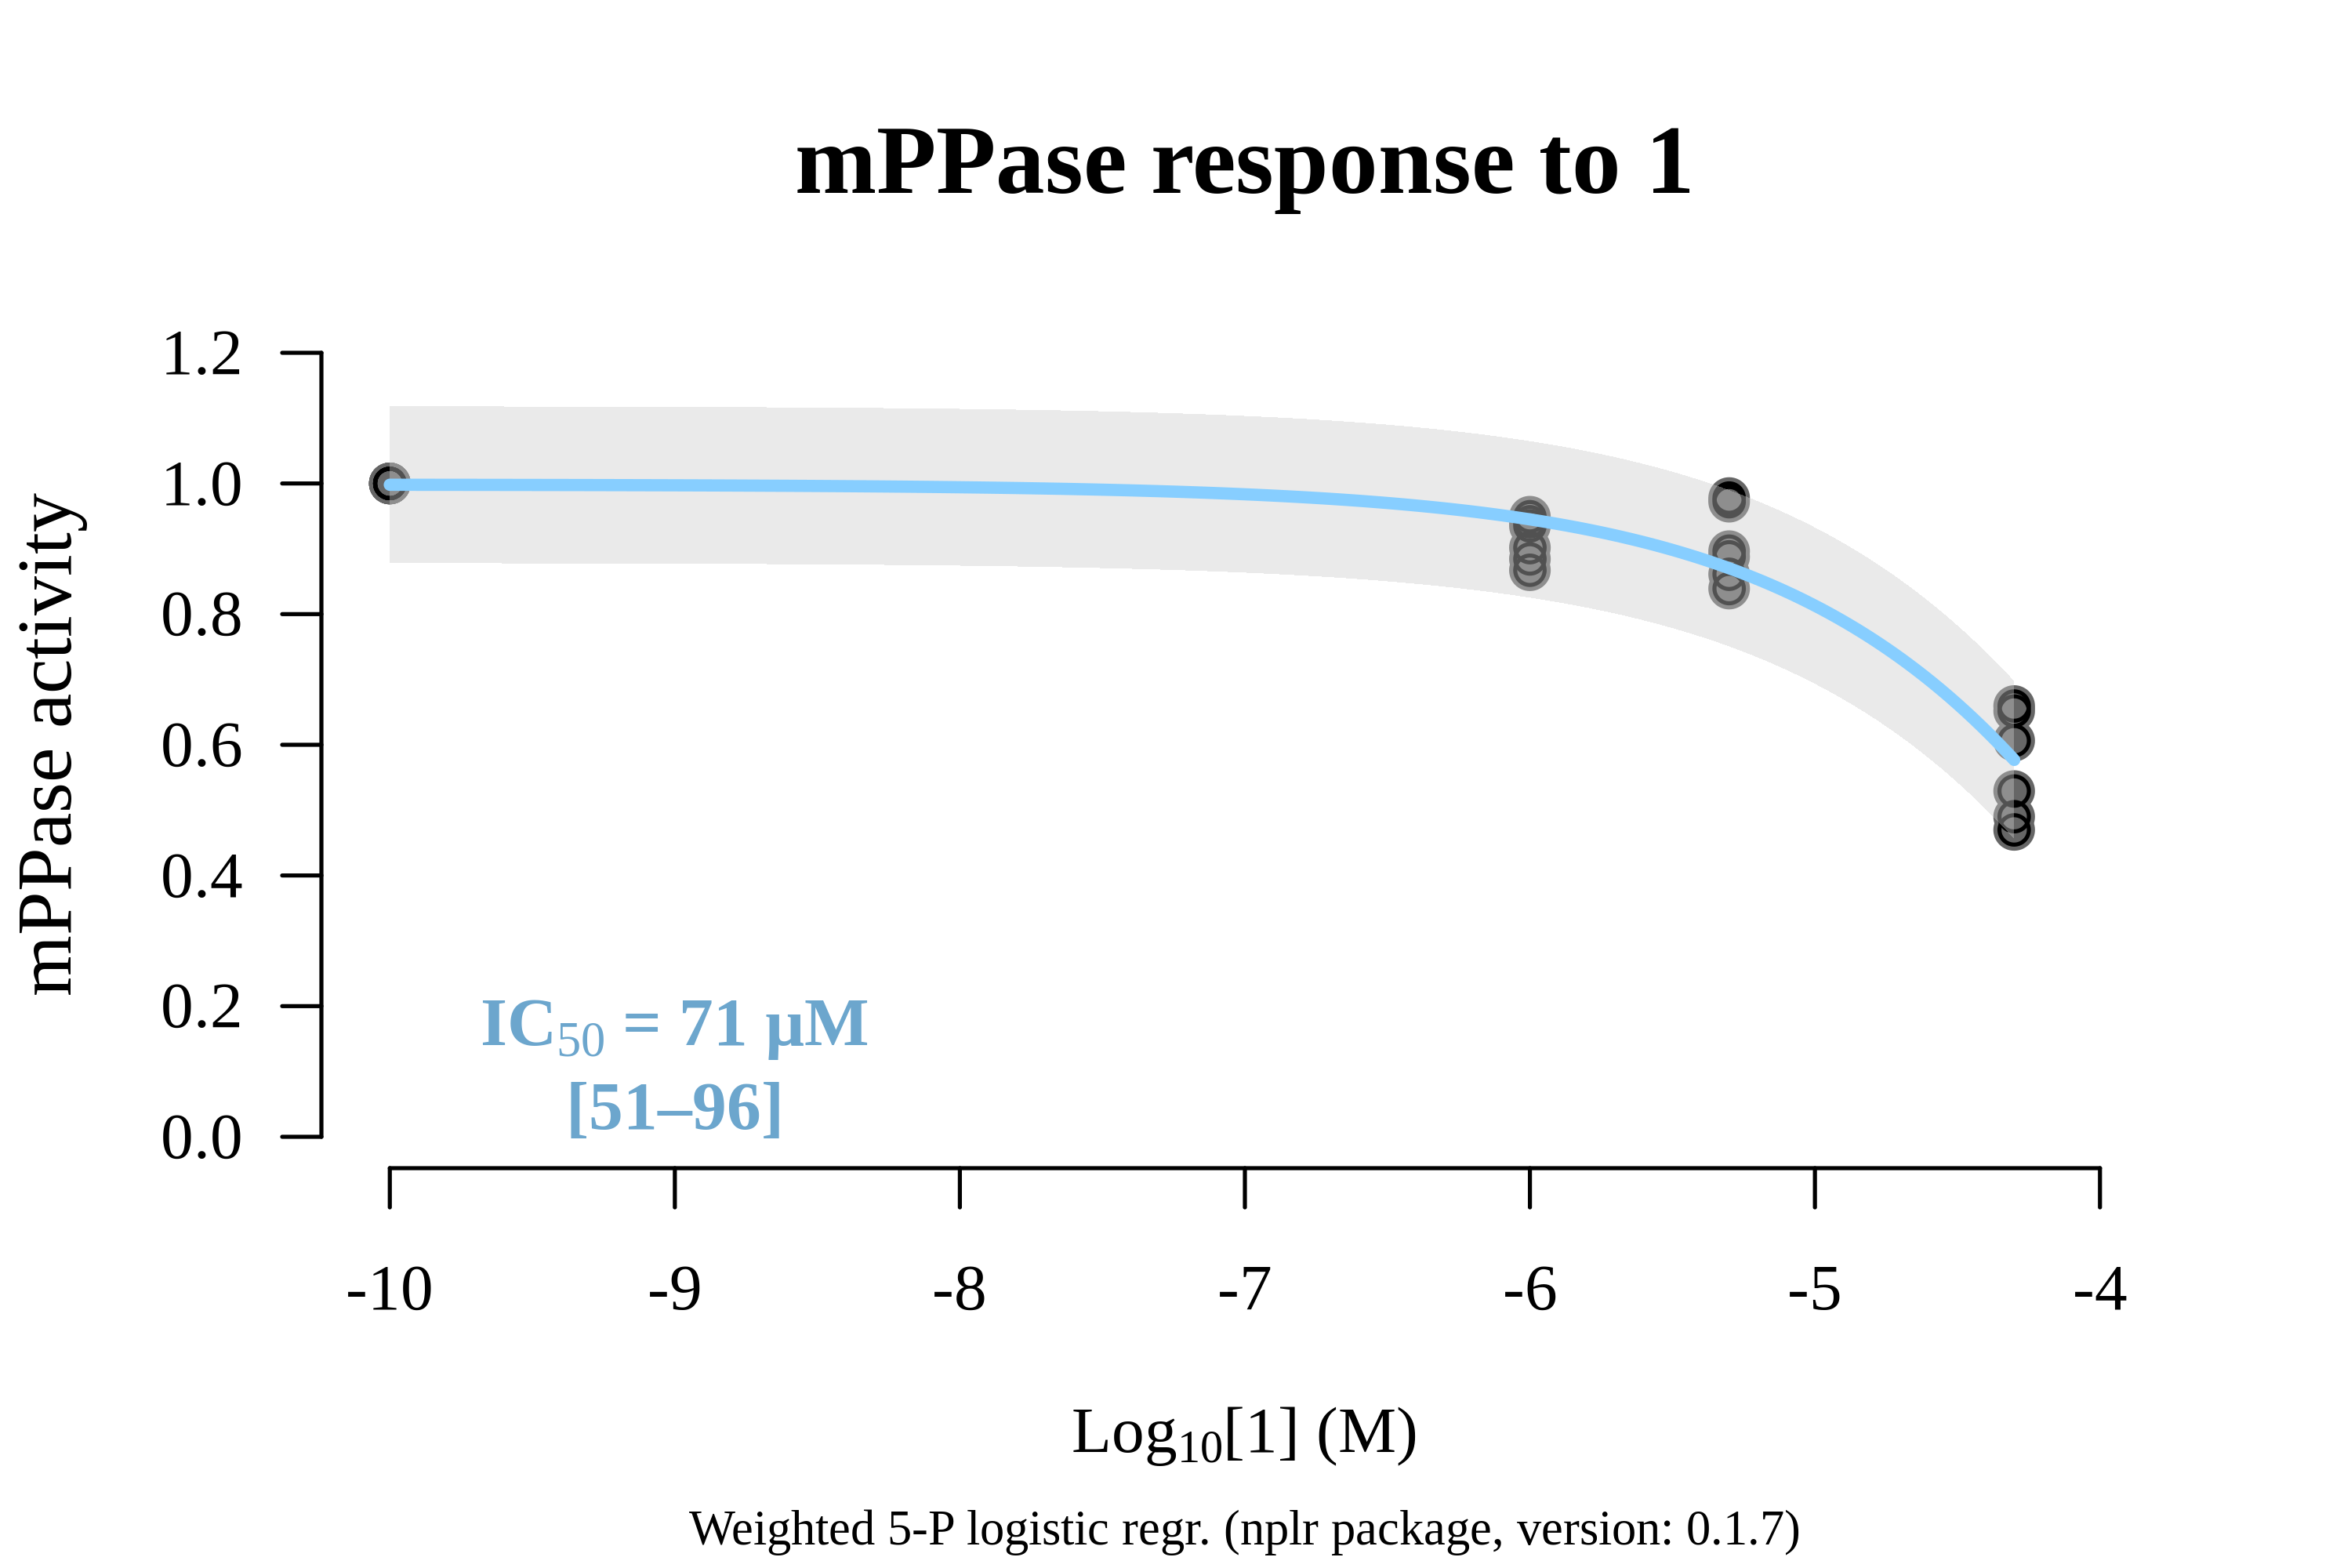 mPPase response to 1
mPPase activity
1.2
1.0
0.8
0.6
0.4
0.2
0.0
IC50 = 71 µM
[51–96]
-10 -9 -8 -7 -6 -5 -4
Log10[1] (M)
Weighted 5-P logistic regr. (nplr package, version: 0.1.7)